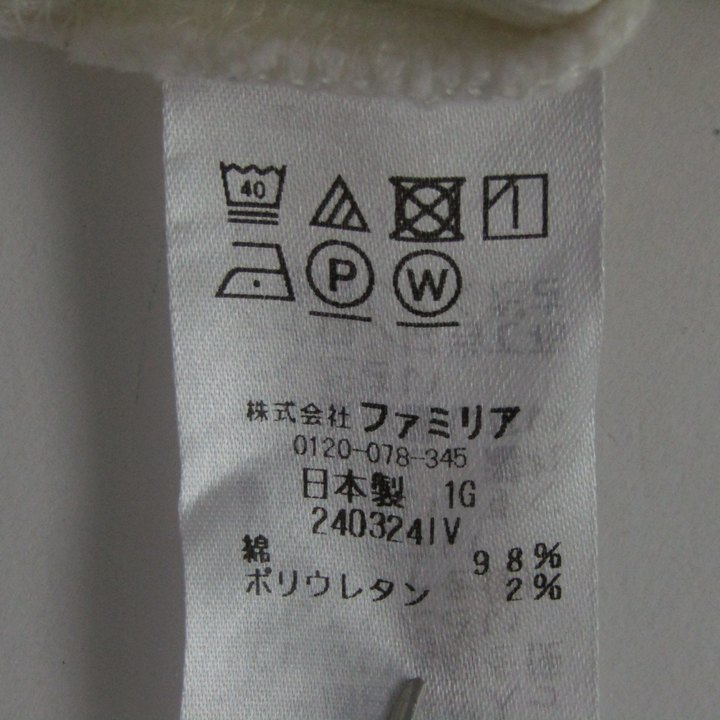 40
P W
株式会社 ファミリア
0120-078-345
日本製 1G
240324IV
綿 98%
ポリウレタン 2%